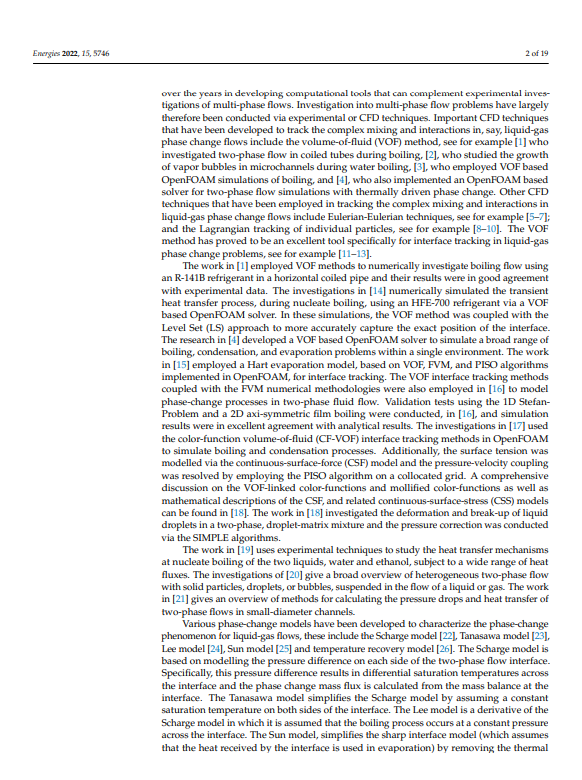 Energies 2022, 15, 5746
2 of 19
over the years in developing computational tools that can complement experimental inves-
tigations of multi-phase flows. Investigation into multi-phase flow problems have largely
therefore been conducted via experimental or CFD techniques. Important CFD techniques
that have been developed to track the complex mixing and interactions in, say, liquid-gas
phase change flows include the volume-of-fluid (VOF) method, see for example [1] who
investigated two-phase flow in coiled tubes during boiling, [2], who studied the growth
of vapor bubbles in microchannels during water boiling, [3], who employed VOF based
OpenFOAM simulations of boiling, and [4], who also implemented an OpenFOAM based
solver for two-phase flow simulations with thermally driven phase change. Other CFD
techniques that have been employed in tracking the complex mixing and interactions in
liquid-gas phase change flows include Eulerian-Eulerian techniques, see for example [5–7];
and the Lagrangian tracking of individual particles, see for example [8–10]. The VOF
method has proved to be an excellent tool specifically for interface tracking in liquid-gas
phase change problems, see for example [11–13].
The work in [1] employed VOF methods to numerically investigate boiling flow using
an R-141B refrigerant in a horizontal coiled pipe and their results were in good agreement
with experimental data. The investigations in [14] numerically simulated the transient
heat transfer process, during nucleate boiling, using an HFE-700 refrigerant via a VOF
based OpenFOAM solver. In these simulations, the VOF method was coupled with the
Level Set (LS) approach to more accurately capture the exact position of the interface.
The research in [4] developed a VOF based OpenFOAM solver to simulate a broad range of
boiling, condensation, and evaporation problems within a single environment. The work
in [15] employed a Hart evaporation model, based on VOF, FVM, and PISO algorithms
implemented in OpenFOAM, for interface tracking. The VOF interface tracking methods
coupled with the FVM numerical methodologies were also employed in [16] to model
phase-change processes in two-phase fluid flow. Validation tests using the 1D Stefan-
Problem and a 2D axi-symmetric film boiling were conducted, in [16], and simulation
results were in excellent agreement with analytical results. The investigations in [17] used
the color-function volume-of-fluid (CF-VOF) interface tracking methods in OpenFOAM
to simulate boiling and condensation processes. Additionally, the surface tension was
modelled via the continuous-surface-force (CSF) model and the pressure-velocity coupling
was resolved by employing the PISO algorithm on a collocated grid. A comprehensive
discussion on the VOF-linked color-functions and mollified color-functions as well as
mathematical descriptions of the CSF, and related continuous-surface-stress (CSS) models
can be found in [18]. The work in [18] investigated the deformation and break-up of liquid
droplets in a two-phase, droplet-matrix mixture and the pressure correction was conducted
via the SIMPLE algorithms.
The work in [19] uses experimental techniques to study the heat transfer mechanisms
at nucleate boiling of the two liquids, water and ethanol, subject to a wide range of heat
fluxes. The investigations of [20] give a broad overview of heterogeneous two-phase flow
with solid particles, droplets, or bubbles, suspended in the flow of a liquid or gas. The work
in [21] gives an overview of methods for calculating the pressure drops and heat transfer of
two-phase flows in small-diameter channels.
Various phase-change models have been developed to characterize the phase-change
phenomenon for liquid-gas flows, these include the Scharge model [22], Tanasawa model [23],
Lee model [24], Sun model [25] and temperature recovery model [26]. The Scharge model is
based on modelling the pressure difference on each side of the two-phase flow interface.
Specifically, this pressure difference results in differential saturation temperatures across
the interface and the phase change mass flux is calculated from the mass balance at the
interface. The Tanasawa model simplifies the Scharge model by assuming a constant
saturation temperature on both sides of the interface. The Lee model is a derivative of the
Scharge model in which it is assumed that the boiling process occurs at a constant pressure
across the interface. The Sun model, simplifies the sharp interface model (which assumes
that the heat received by the interface is used in evaporation) by removing the thermal